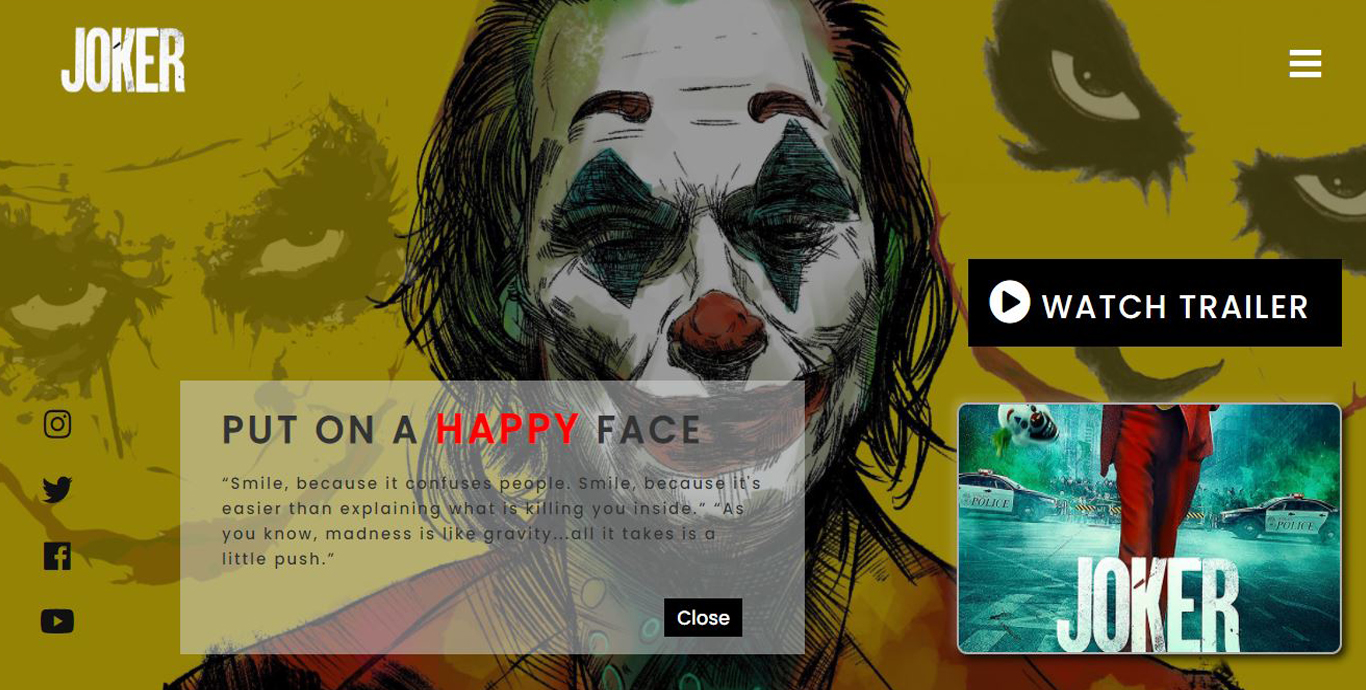 JOKER
WATCH TRAILER
PUT ON A HAPPY FACE
“Smile, because it confuses people. Smile, because it's
easier than explaining what is killing you inside.” “As
you know, madness is like gravity...all it takes is a
little push.”
Close
POLICE
POLICE
JOKER